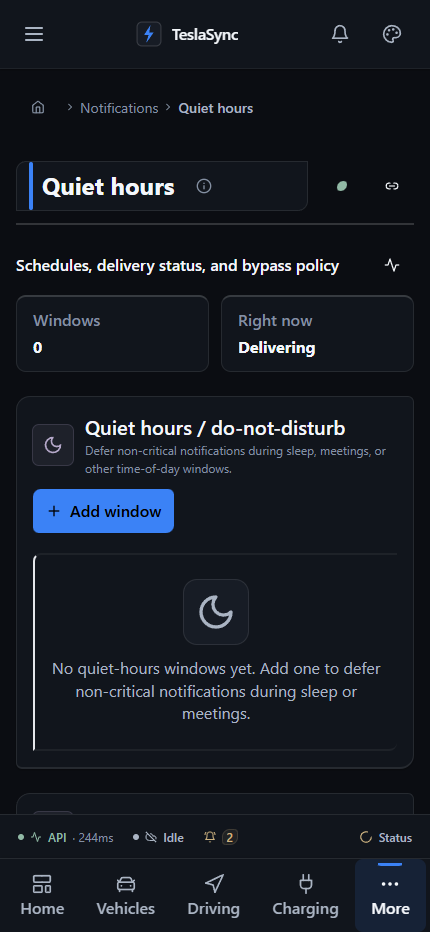 TeslaSync
Notifications
Quiet hours
Quiet hours
Schedules, delivery status, and bypass policy
Windows
0
Right now
Delivering
Quiet hours / do-not-disturb
Defer non-critical notifications during sleep, meetings, or
other time-of-day windows.
Add window
No quiet-hours windows yet. Add one to defer
non-critical notifications during sleep or
meetings.
API · 244ms
Idle
2
Status
Home
Vehicles
Driving
Charging
More